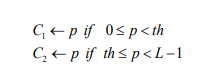 C₁ ← p if 0 ≤ p < th
C₂ ← p if th ≤ p < L − 1